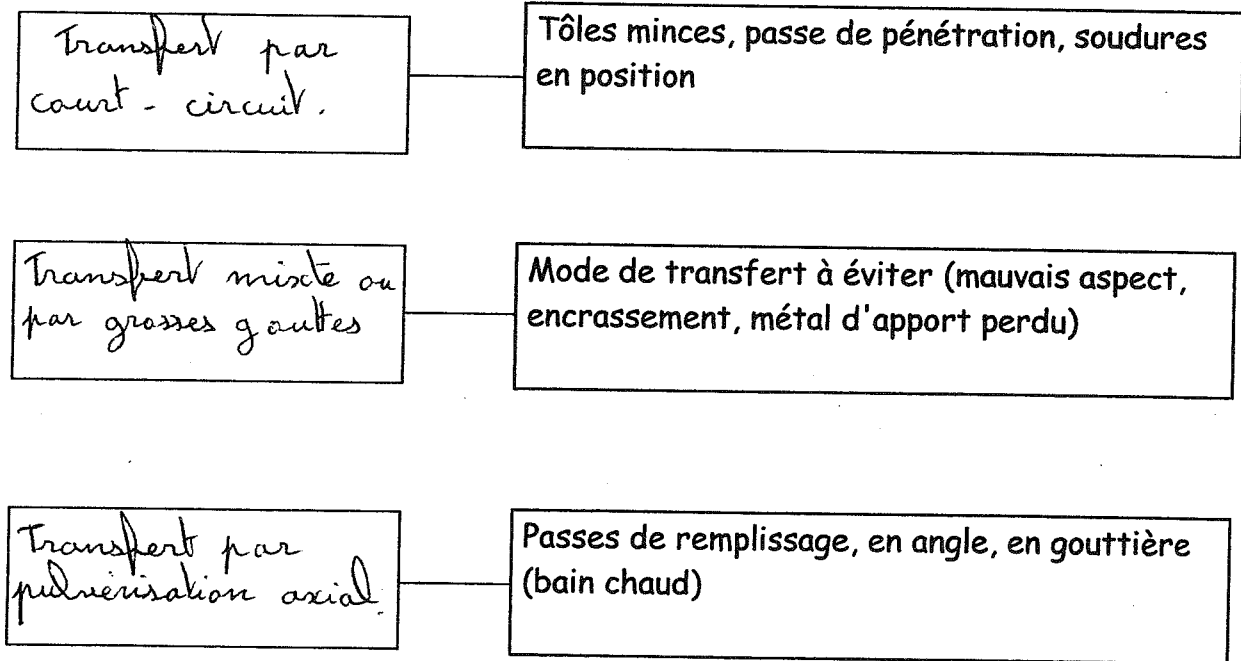 Transfert par
court - circuit.
Tôles minces, passe de pénétration, soudures
en position
Transfert mixte ou
par grosses gouttes
Mode de transfert à éviter (mauvais aspect,
encrassement, métal d'apport perdu)
Transfert par
pulvérisation axial.
Passes de remplissage, en angle, en gouttière
(bain chaud)